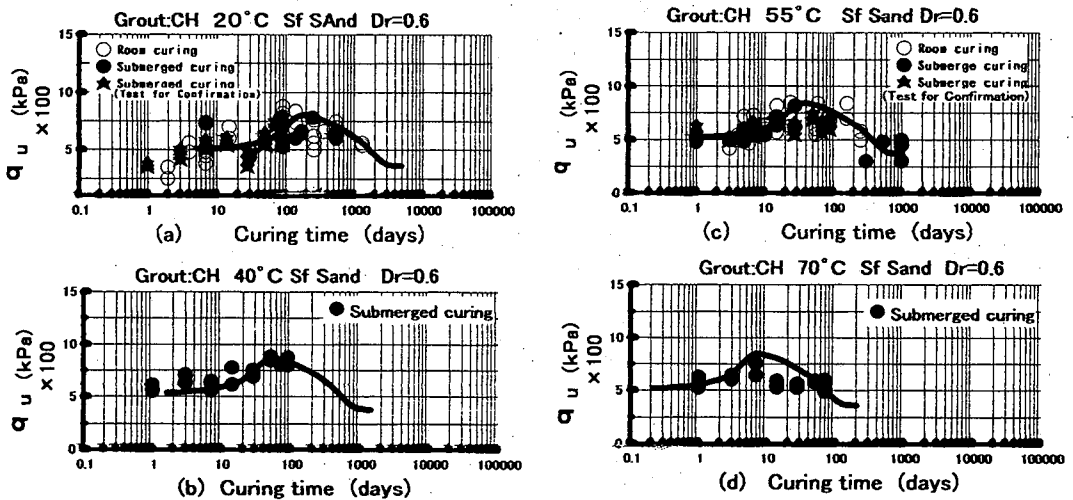 Grout:CH 20°C Sf SAnd Dr=0.6
15
10
5
q u (kPa)
×100
○ Room curing
● Submerged curing
★ Submerged curing
(Test for Confirmation)
0.1 1 10 100 1000 10000 100000
(a) Curing time (days)
Grout:CH 55°C Sf Sand Dr=0.6
15
10
5
0
q u (kPa)
×100
○ Room curing
● Submerge curing
★ Submerge curing
(Test for Confirmation)
0.1 1 10 100 1000 10000 100000
(c) Curing time (days)
Grout:CH 40°C Sf Sand Dr=0.6
15
10
5
0
q u (kPa)
×100
● Submerged curing
0.1 1 10 100 1000 10000 100000
(b) Curing time (days)
Grout:CH 70°C Sf Sand Dr=0.6
15
10
5
0
q u (kPa)
×100
● Submerged curing
0.1 1 10 100 1000 10000 100000
(d) Curing time (days)